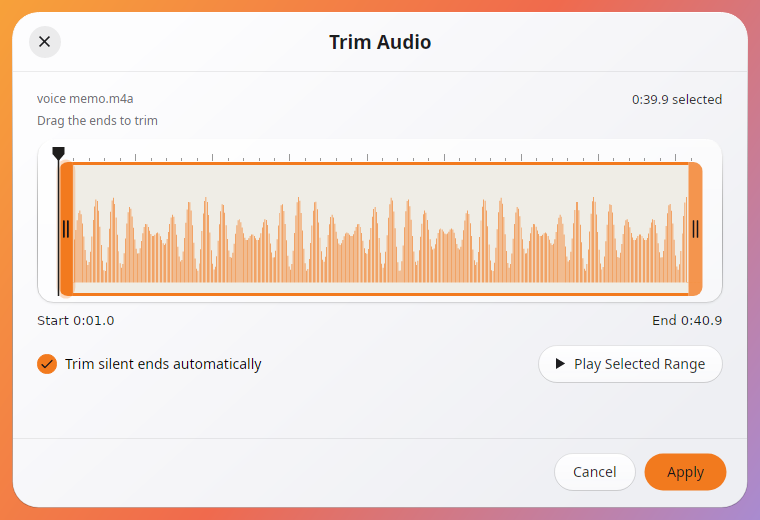 Trim Audio
voice memo.m4a
0:39.9 selected
Drag the ends to trim
Start 0:01.0
End 0:40.9
Trim silent ends automatically
Play Selected Range
Cancel
Apply